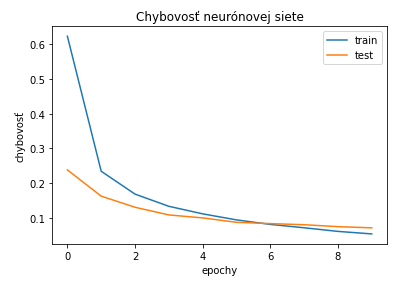 Chybovosť neurónovej siete
train
test
chybovosť
0.6
0.5
0.4
0.3
0.2
0.1
0 2 4 6 8
epochy